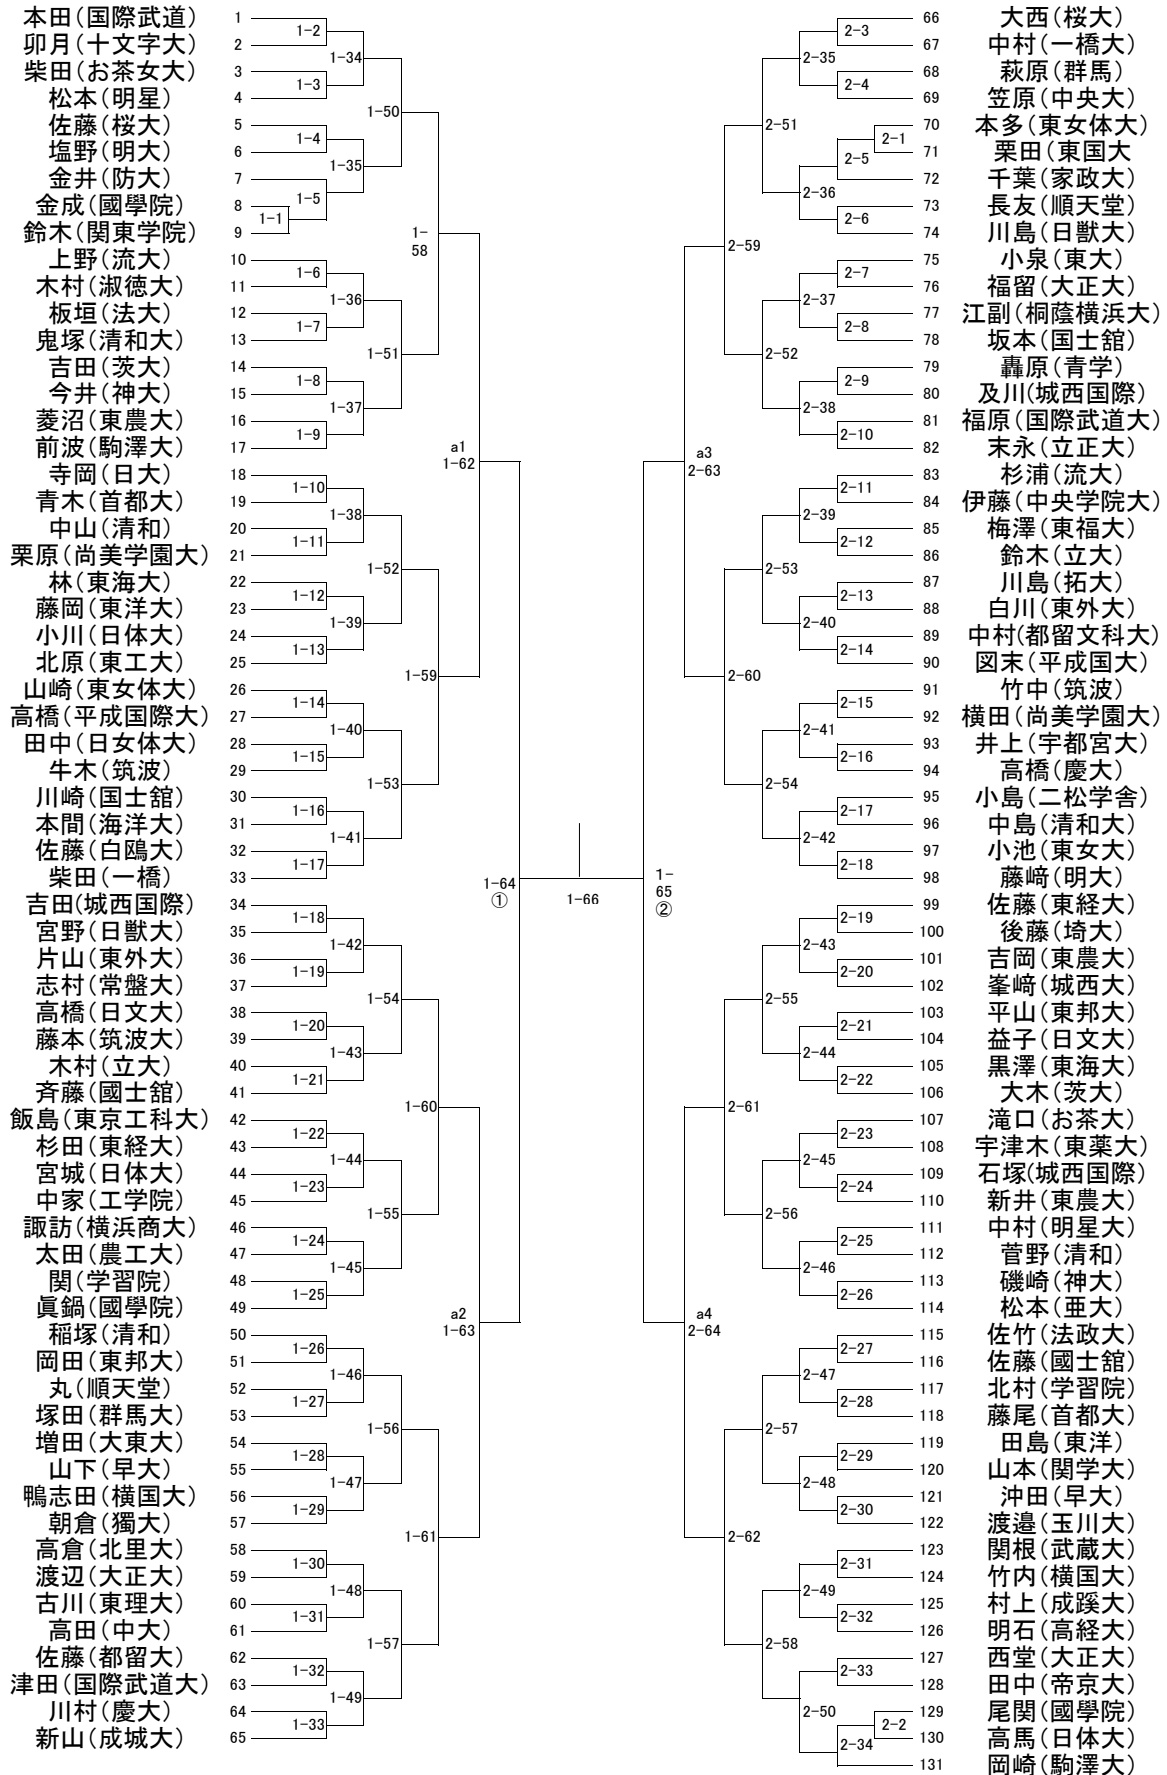 本田(国際武道) 1
卯月(十文字大) 2
柴田(お茶女大) 3
松本(明星) 4
佐藤(桜大) 5
塩野(明大) 6
金井(防大) 7
金成(國學院) 8
鈴木(関東学院) 9
上野(流大) 10
木村(淑徳大) 11
板垣(法大) 12
鬼塚(清和大) 13
吉田(茨大) 14
今井(神大) 15
菱沼(東農大) 16
前波(駒澤大) 17
寺岡(日大) 18
青木(首都大) 19
中山(清和) 20
栗原(尚美学園大) 21
林(東海大) 22
藤岡(東洋大) 23
小川(日体大) 24
北原(東工大) 25
山崎(東女体大) 26
高橋(平成国際大) 27
田中(日女体大) 28
牛木(筑波) 29
川崎(国士舘) 30
本間(海洋大) 31
佐藤(白鴎大) 32
柴田(一橋) 33
吉田(城西国際) 34
宮野(日獣大) 35
片山(東外大) 36
志村(常盤大) 37
高橋(日文大) 38
藤本(筑波大) 39
木村(立大) 40
斉藤(國士舘) 41
飯島(東京工科大) 42
杉田(東経大) 43
宮城(日体大) 44
中家(工学院) 45
諏訪(横浜商大) 46
太田(農工大) 47
関(学習院) 48
眞鍋(國學院) 49
稲塚(清和) 50
岡田(東邦大) 51
丸(順天堂) 52
塚田(群馬大) 53
増田(大東大) 54
山下(早大) 55
鴨志田(横国大) 56
朝倉(獨大) 57
高倉(北里大) 58
渡辺(大正大) 59
古川(東理大) 60
高田(中大) 61
佐藤(都留大) 62
津田(国際武道大) 63
川村(慶大) 64
新山(成城大) 65
1-1
1-2
1-3
1-4
1-5
1-6
1-7
1-8
1-9
1-10
1-11
1-12
1-13
1-14
1-15
1-16
1-17
1-18
1-19
1-20
1-21
1-22
1-23
1-24
1-25
1-26
1-27
1-28
1-29
1-30
1-31
1-32
1-33
1-34
1-35
1-36
1-37
1-38
1-39
1-40
1-41
1-42
1-43
1-44
1-45
1-46
1-47
1-48
1-49
1-50
1-51
1-52
1-53
1-54
1-55
1-56
1-57
1-
58
1-59
1-60
1-61
a1
1-62
a2
1-63
1-64
①
1-66
1-
65
②
a3
2-63
a4
2-64
2-59
2-60
2-61
2-62
2-51
2-52
2-53
2-54
2-55
2-56
2-57
2-58
2-35
2-36
2-37
2-38
2-39
2-40
2-41
2-42
2-43
2-44
2-45
2-46
2-47
2-48
2-49
2-50
2-3
2-4
2-5
2-6
2-7
2-8
2-9
2-10
2-11
2-12
2-13
2-14
2-15
2-16
2-17
2-18
2-19
2-20
2-21
2-22
2-23
2-24
2-25
2-26
2-27
2-28
2-29
2-30
2-31
2-32
2-33
2-34
2-1
2-2
66 大西(桜大)
67 中村(一橋大)
68 萩原(群馬)
69 笠原(中央大)
70 本多(東女体大)
71 栗田(東国大
72 千葉(家政大)
73 長友(順天堂)
74 川島(日獣大)
75 小泉(東大)
76 福留(大正大)
77 江副(桐蔭横浜大)
78 坂本(国士舘)
79 轟原(青学)
80 及川(城西国際)
81 福原(国際武道大)
82 末永(立正大)
83 杉浦(流大)
84 伊藤(中央学院大)
85 梅澤(東福大)
86 鈴木(立大)
87 川島(拓大)
88 白川(東外大)
89 中村(都留文科大)
90 図末(平成国大)
91 竹中(筑波)
92 横田(尚美学園大)
93 井上(宇都宮大)
94 高橋(慶大)
95 小島(二松学舎)
96 中島(清和大)
97 小池(東女大)
98 藤﨑(明大)
99 佐藤(東経大)
100 後藤(埼大)
101 吉岡(東農大)
102 峯﨑(城西大)
103 平山(東邦大)
104 益子(日文大)
105 黒澤(東海大)
106 大木(茨大)
107 滝口(お茶大)
108 宇津木(東薬大)
109 石塚(城西国際)
110 新井(東農大)
111 中村(明星大)
112 菅野(清和)
113 磯崎(神大)
114 松本(亜大)
115 佐竹(法政大)
116 佐藤(國士舘)
117 北村(学習院)
118 藤尾(首都大)
119 田島(東洋)
120 山本(関学大)
121 沖田(早大)
122 渡邉(玉川大)
123 関根(武蔵大)
124 竹内(横国大)
125 村上(成蹊大)
126 明石(高経大)
127 西堂(大正大)
128 田中(帝京大)
129 尾関(國學院)
130 高馬(日体大)
131 岡崎(駒澤大)